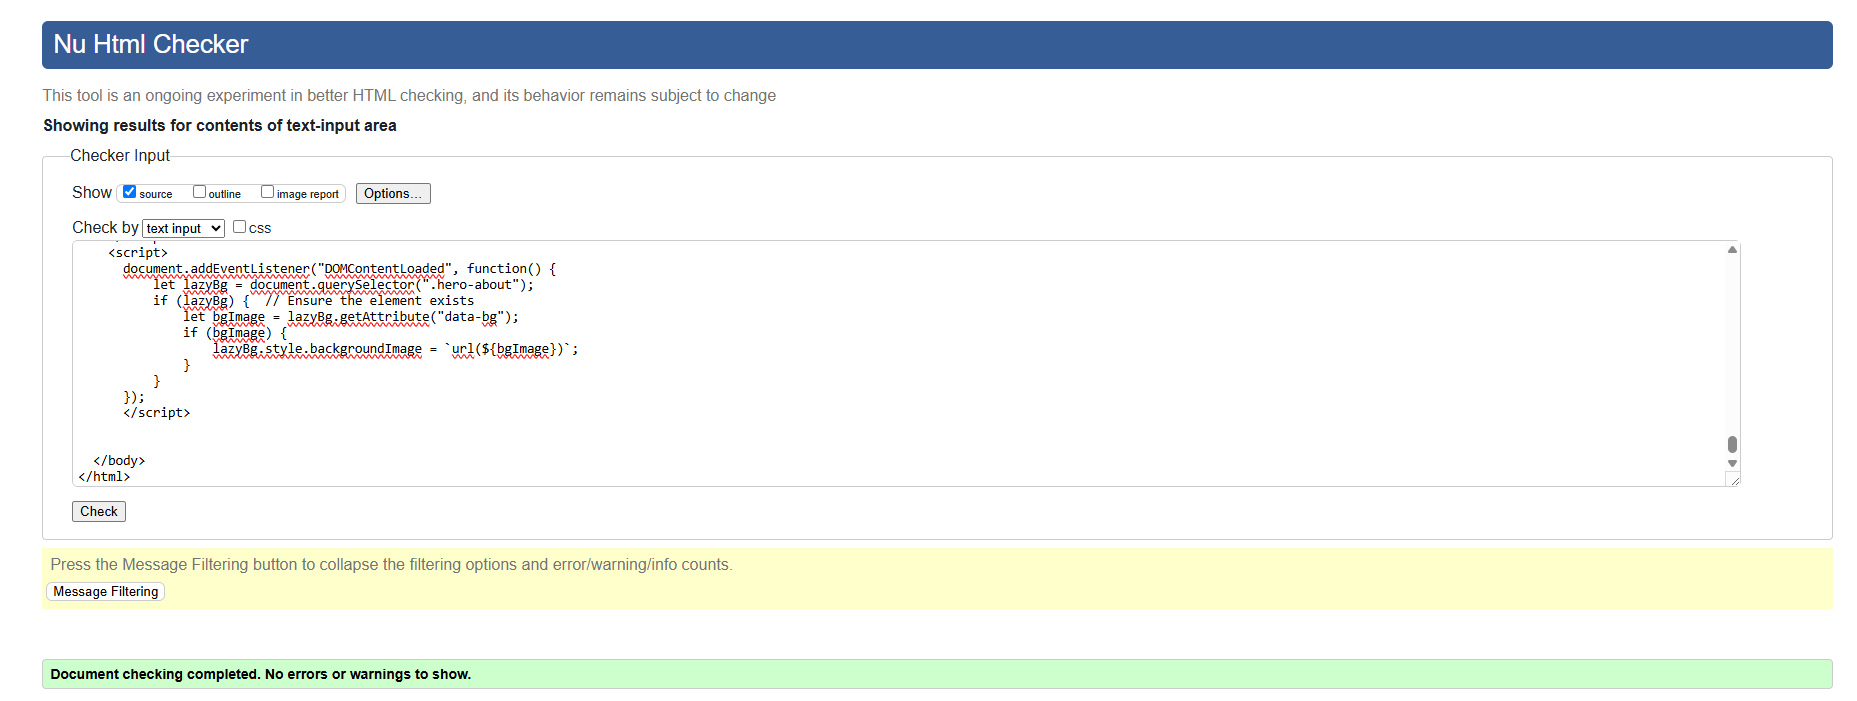 Nu Html Checker
This tool is an ongoing experiment in better HTML checking, and its behavior remains subject to change
Showing results for contents of text-input area
Checker Input
Show source outline image report Options...
Check by text input css
<script>
document.addEventListener("DOMContentLoaded", function() {
let lazyBg = document.querySelector(".hero-about");
if (lazyBg) {  // Ensure the element exists
let bgImage = lazyBg.getAttribute("data-bg");
if (bgImage) {
lazyBg.style.backgroundImage = `url(${bgImage})`;
}
}
});
</script>
</body>
</html>
Check
Press the Message Filtering button to collapse the filtering options and error/warning/info counts.
Message Filtering
Document checking completed. No errors or warnings to show.